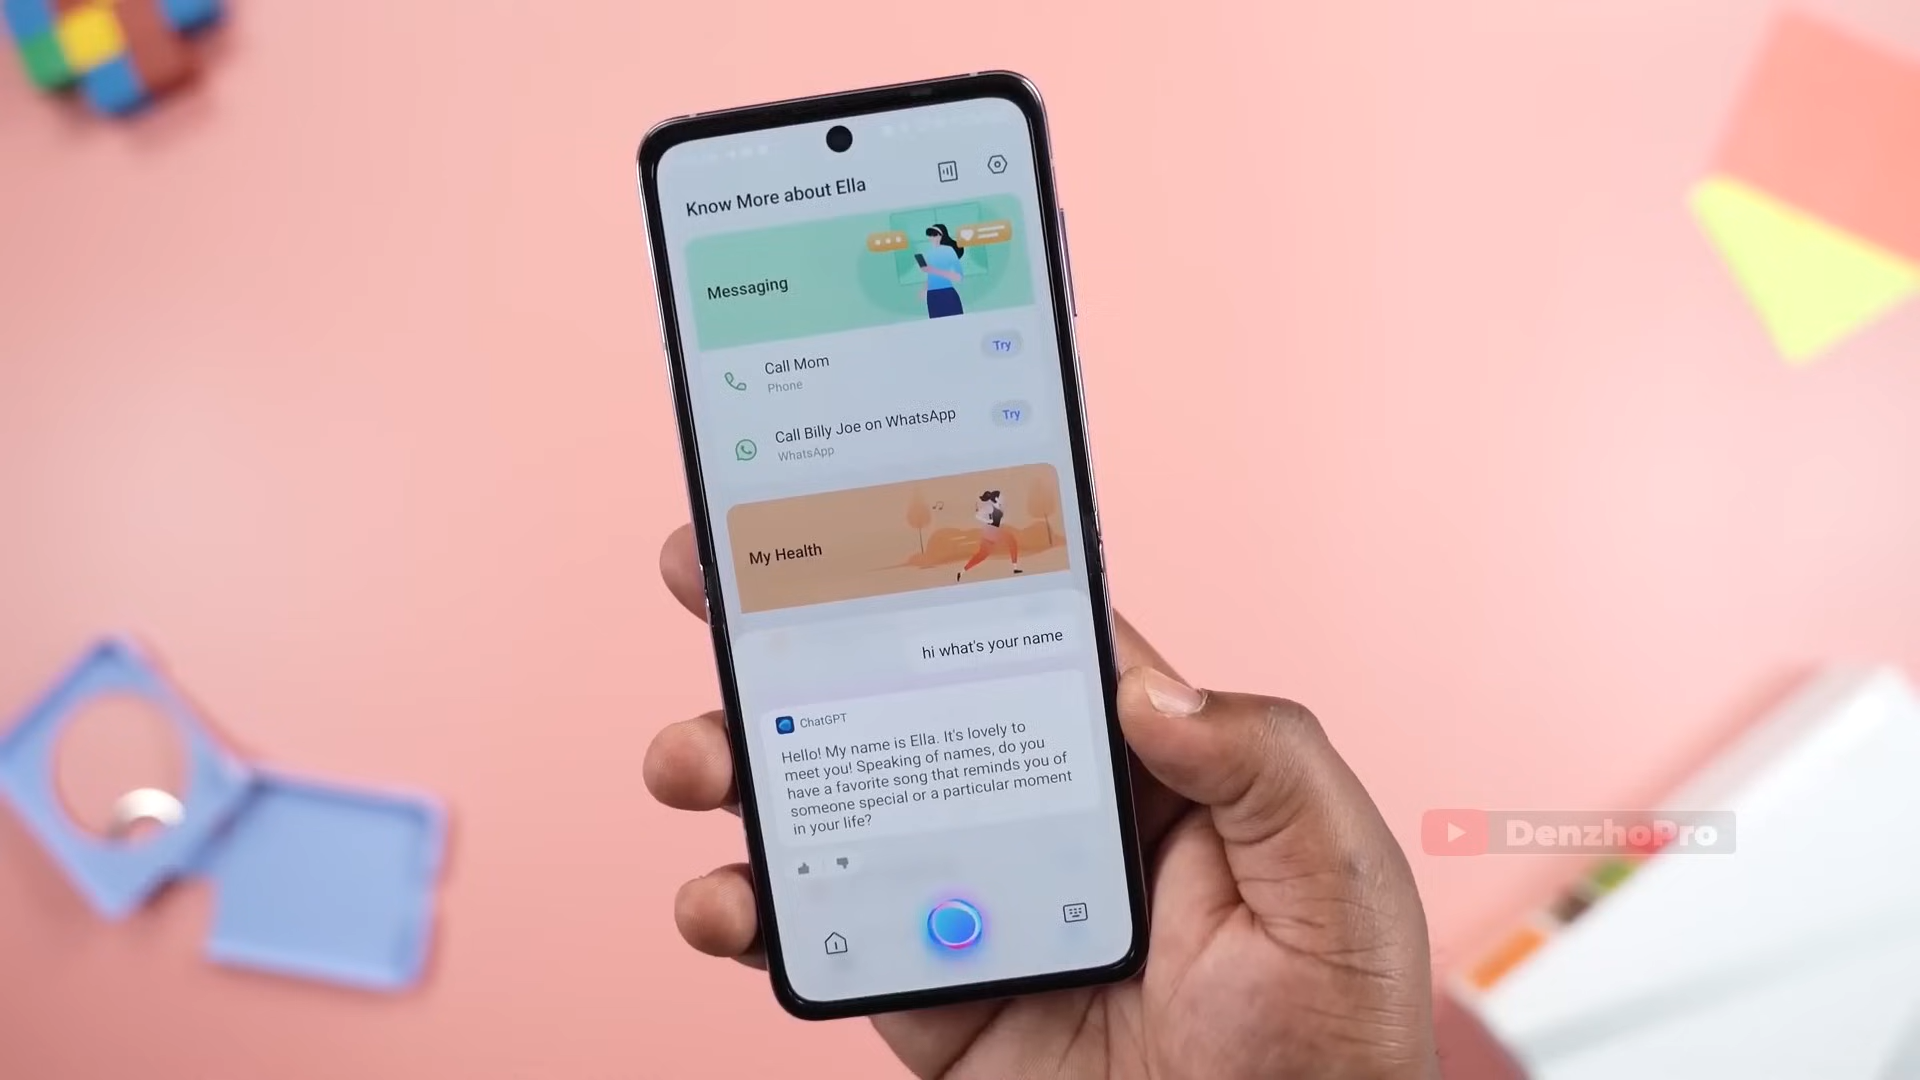 Know More about Ella
Messaging
Call Mom
Phone
Try
Call Billy Joe on WhatsApp
WhatsApp
Try
My Health
hi what's your name
ChatGPT
Hello! My name is Ella. It's lovely to
meet you! Speaking of names, do you
have a favorite song that reminds you of
someone special or a particular moment
in your life?
DenzhoPro